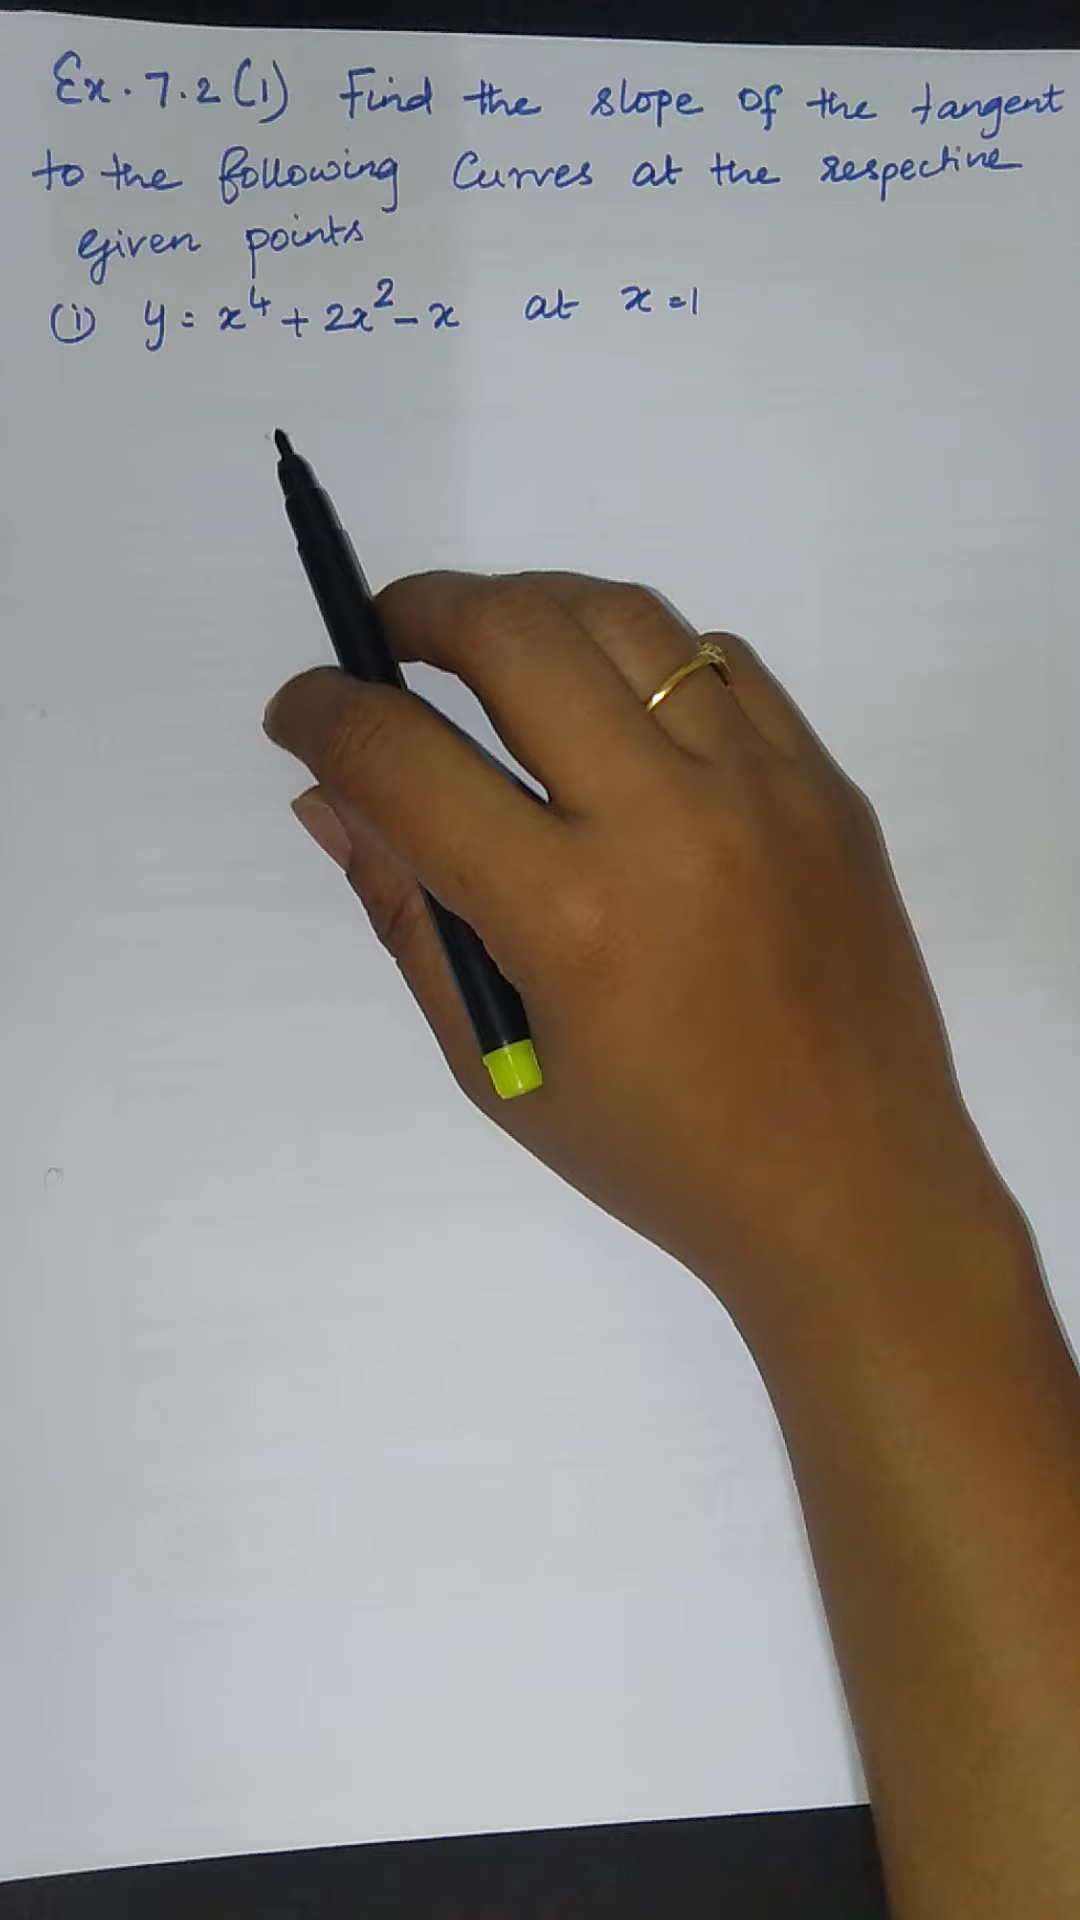 Ex. 7.2 (1) Find the slope of the tangent
to the following Curves at the respective
given points
(i) y = x⁴ + 2x² - x at x = 1